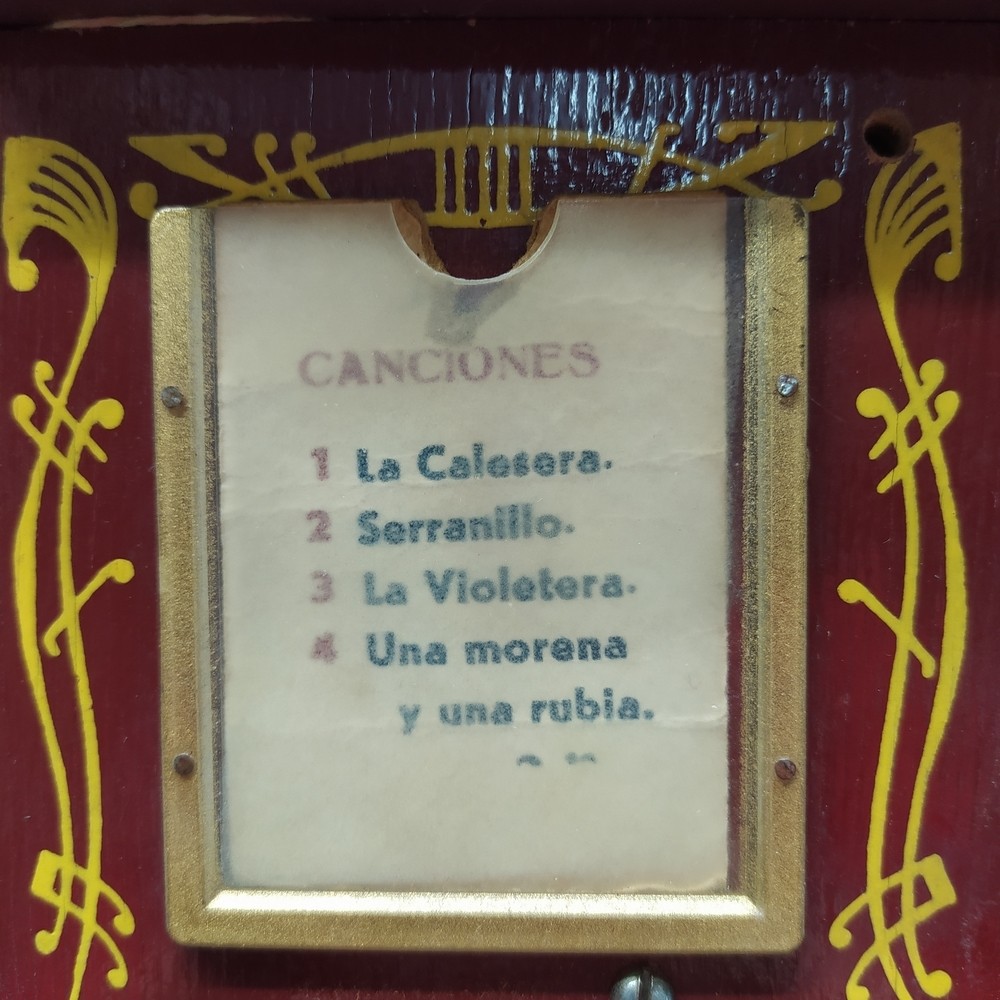 CANCIONES
1 La Calesera.
2 Serranillo.
3 La Violetera.
4 Una morena
y una rubia.